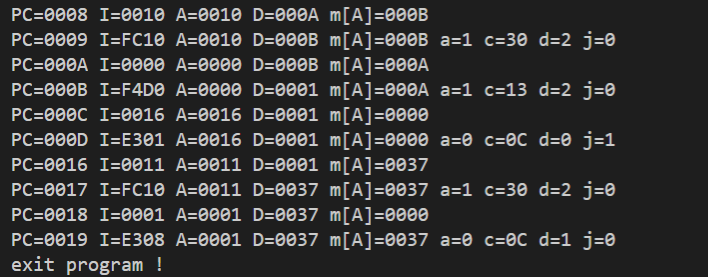 PC=0008 I=0010 A=0010 D=000A m[A]=000B
PC=0009 I=FC10 A=0010 D=000B m[A]=000B a=1 c=30 d=2 j=0
PC=000A I=0000 A=0000 D=000B m[A]=000A
PC=000B I=F4D0 A=0000 D=0001 m[A]=000A a=1 c=13 d=2 j=0
PC=000C I=0016 A=0016 D=0001 m[A]=0000
PC=000D I=E301 A=0016 D=0001 m[A]=0000 a=0 c=0C d=0 j=1
PC=0016 I=0011 A=0011 D=0001 m[A]=0037
PC=0017 I=FC10 A=0011 D=0037 m[A]=0037 a=1 c=30 d=2 j=0
PC=0018 I=0001 A=0001 D=0037 m[A]=0000
PC=0019 I=E308 A=0001 D=0037 m[A]=0037 a=0 c=0C d=1 j=0
exit program !